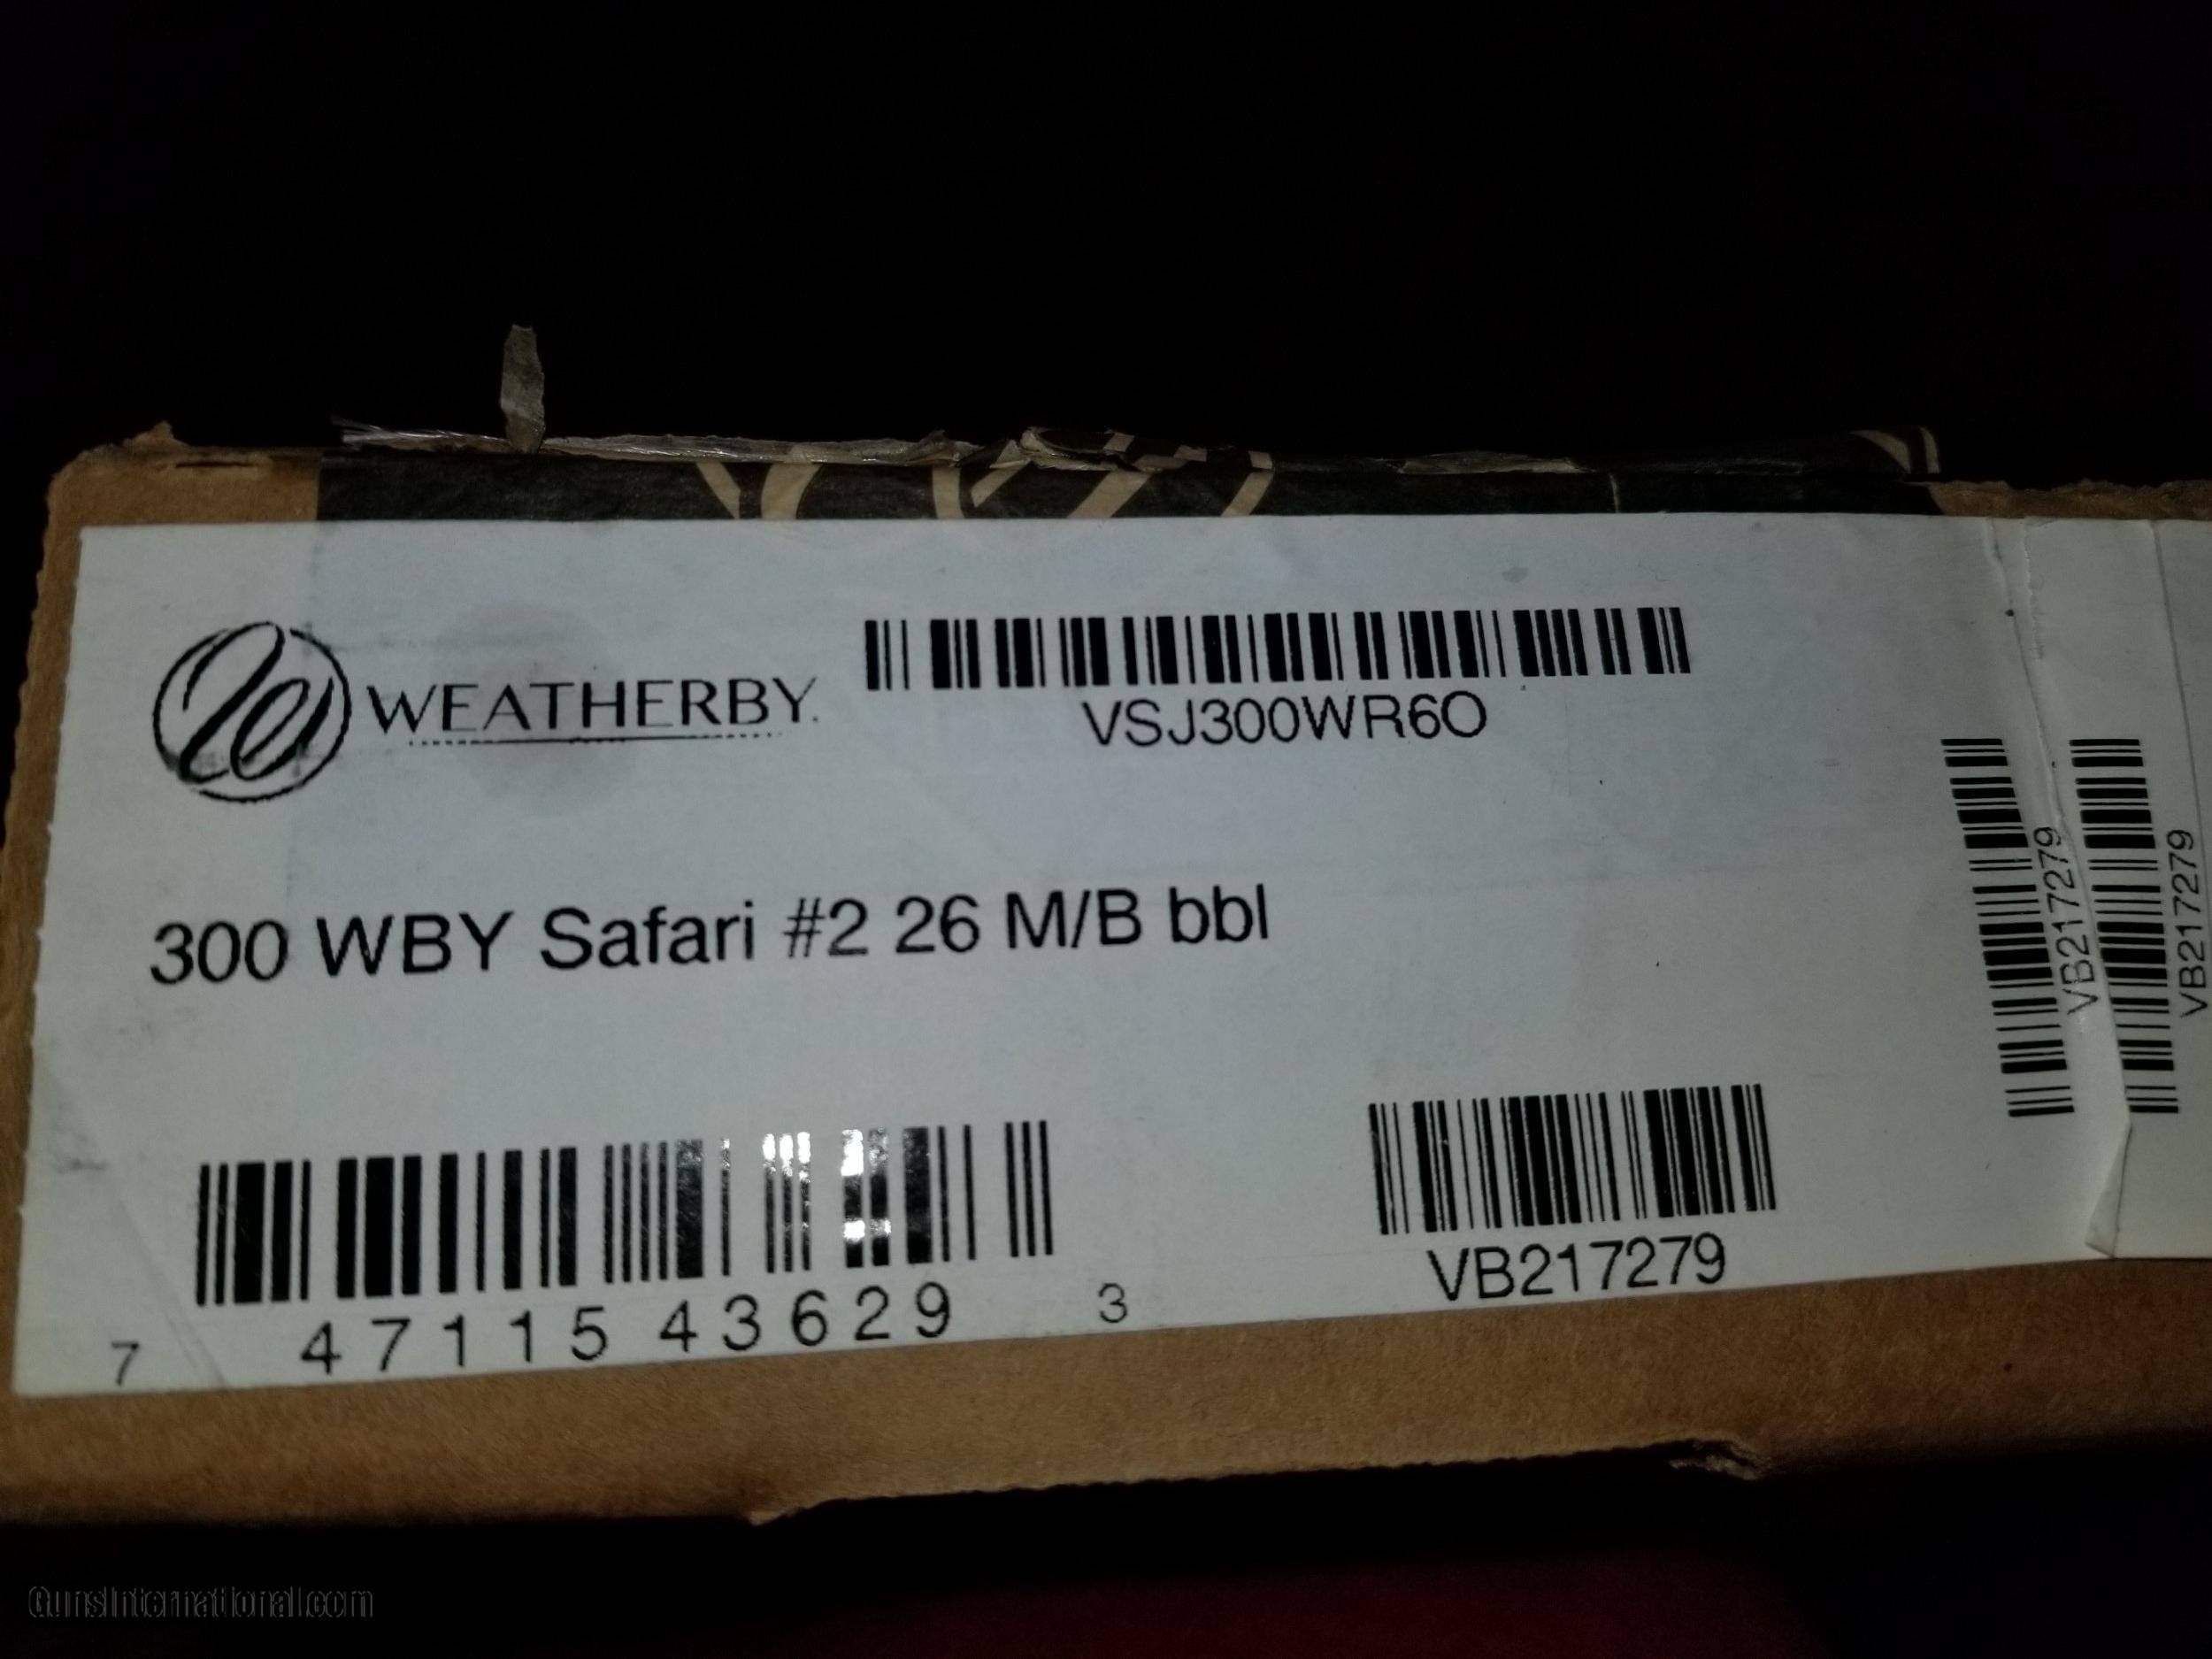 WEATHERBY.
VSJ300WR6O
300 WBY Safari #2 26 M/B bbl
7 47115 43629 3
VB217279
VB217279
VB217279
GunsInternational.com